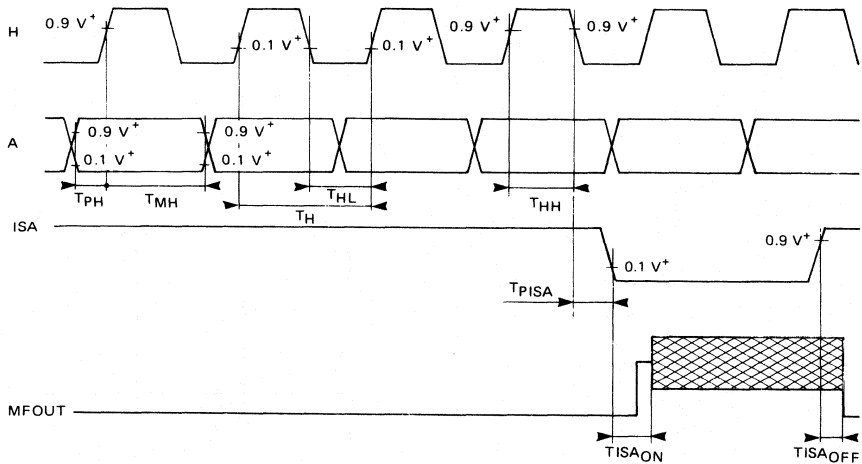 H
0.9 V+
0.1 V+
0.1 V+
0.9 V+
0.9 V+
A
0.9 V+
0.9 V+
0.1 V+
0.1 V+
TPH
TMH
THL
TH
THH
ISA
0.9 V+
0.1 V+
TPISA
MFOUT
TISAON
TISAOFF